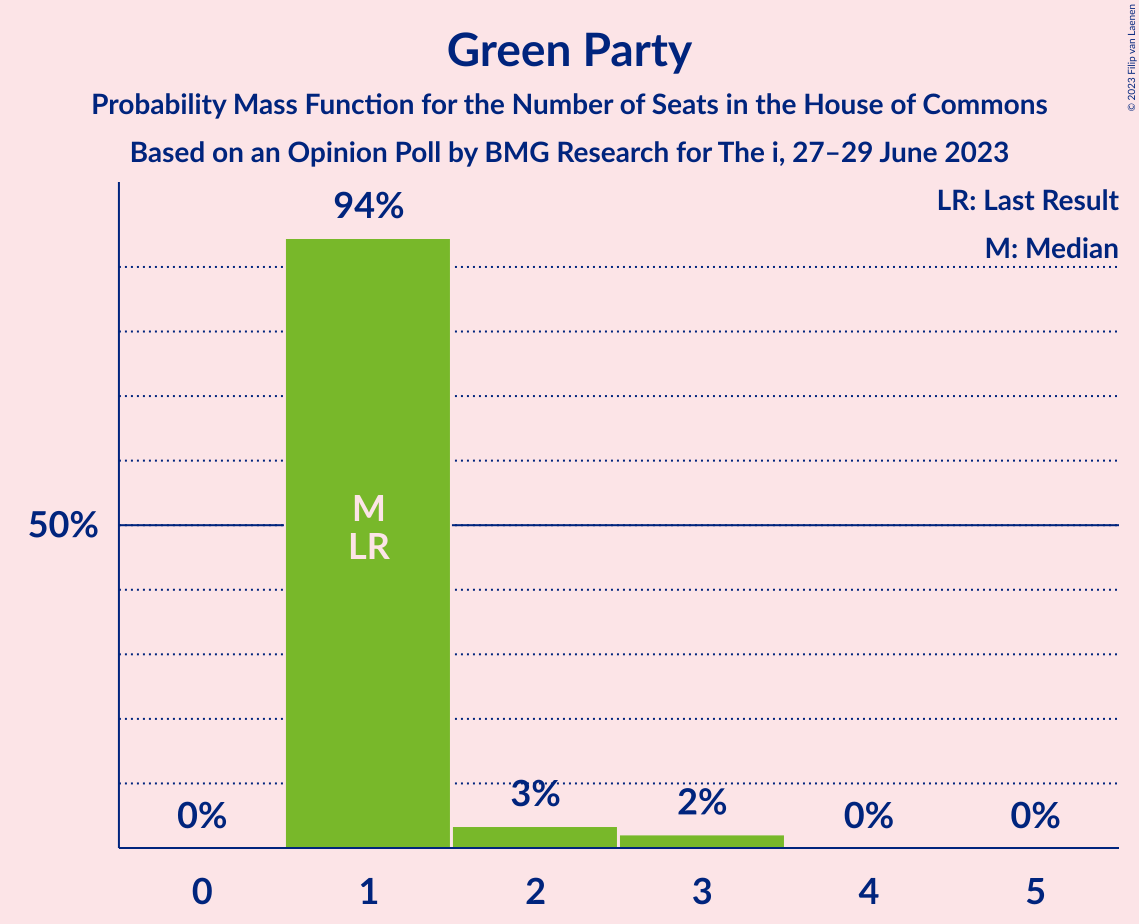 Green Party
Probability Mass Function for the Number of Seats in the House of Commons
Based on an Opinion Poll by BMG Research for The i, 27–29 June 2023
© 2023 Filip van Laenen
LR: Last Result
M: Median
94%
50%
M
LR
0%
3%
2%
0%
0%
0
1
2
3
4
5